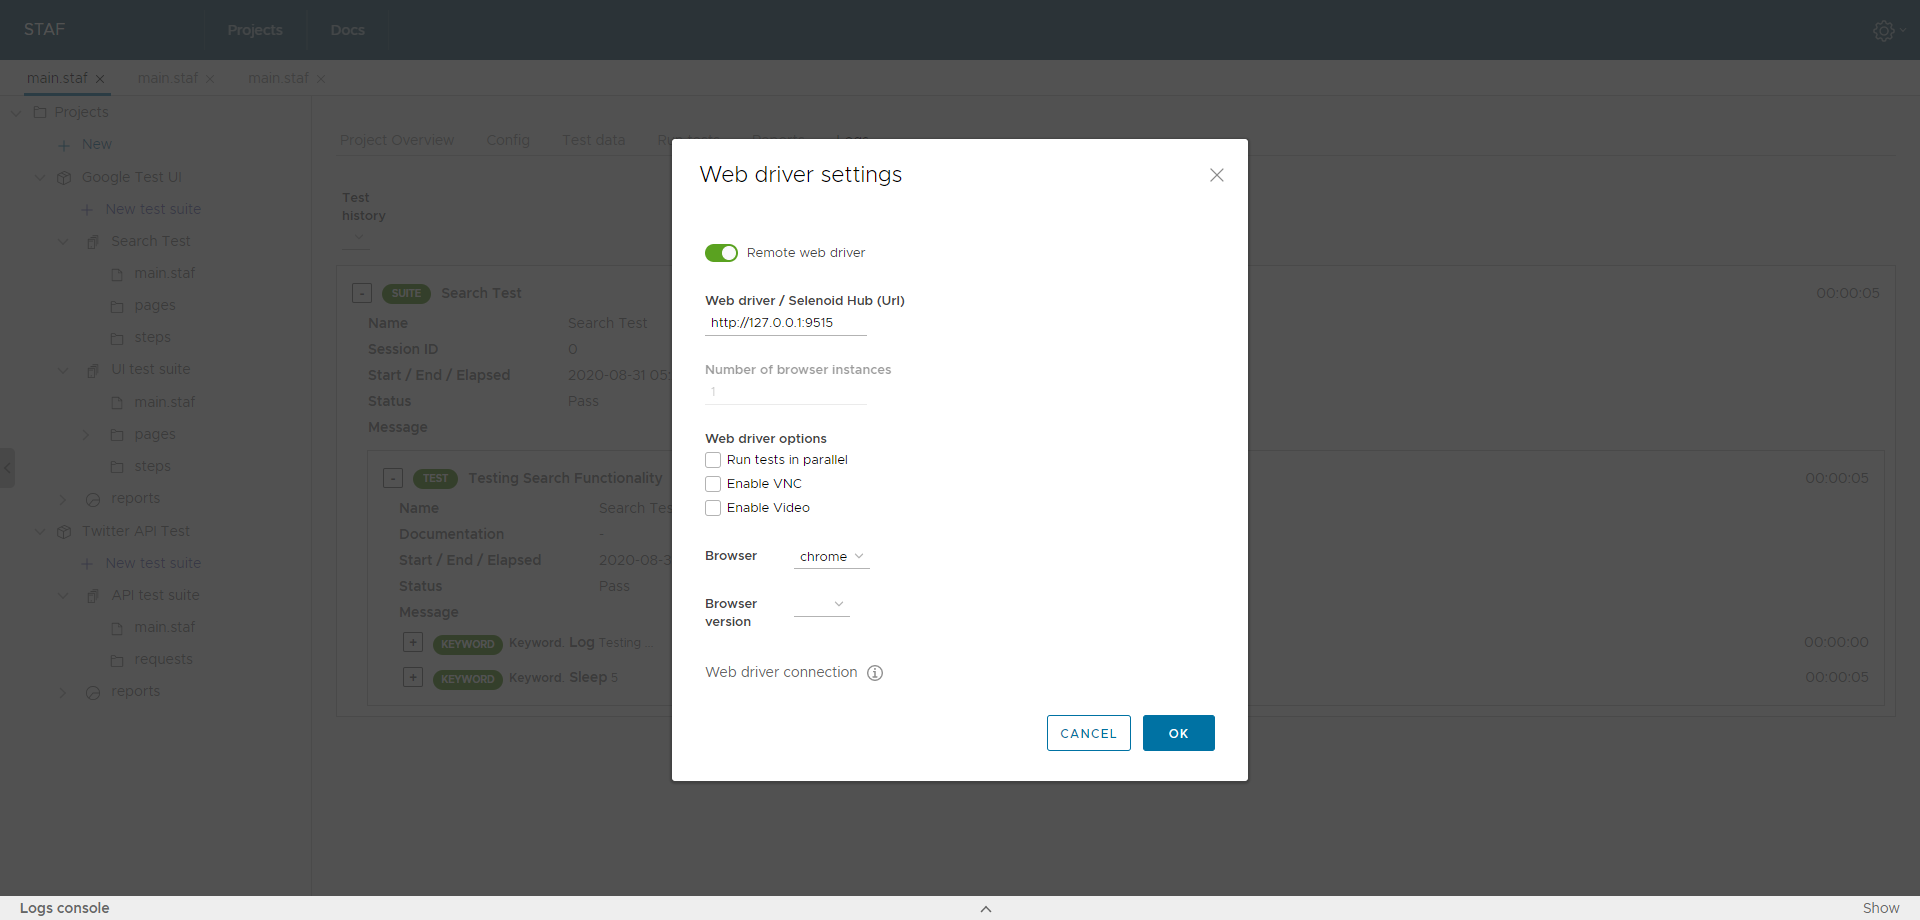 STAF
Projects
Docs
main.staf
main.staf
main.staf
Projects
New
Google Test UI
New test suite
Search Test
main.staf
pages
steps
UI test suite
main.staf
pages
steps
reports
Twitter API Test
New test suite
API test suite
main.staf
requests
reports
Project Overview
Config
Test data
Test
history
- SUITE Search Test 00:00:05
Name Search Test
Session ID 0
Start / End / Elapsed 2020-08-31 05:
Status Pass
Message
- TEST Testing Search Functionality 00:00:05
Name Search Tes
Documentation -
Start / End / Elapsed 2020-08-3
Status Pass
Message
+ KEYWORD Keyword. Log Testing ... 00:00:00
+ KEYWORD Keyword. Sleep 5 00:00:05
Web driver settings
Remote web driver
Web driver / Selenoid Hub (Url)
http://127.0.0.1:9515
Number of browser instances
1
Web driver options
Run tests in parallel
Enable VNC
Enable Video
Browser chrome
Browser
version
Web driver connection
CANCEL
OK
Logs console
Show